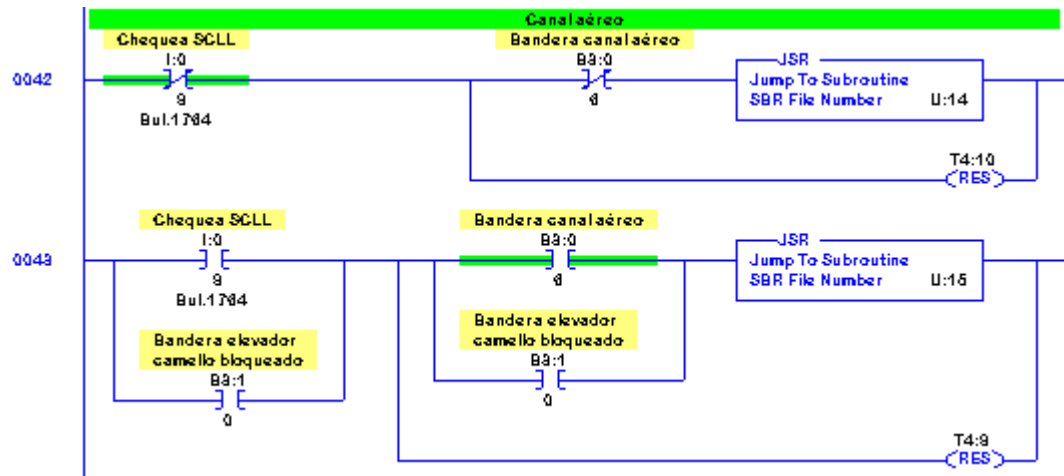 Canal aéreo
Chequea SCLL
I:0
9
Bul.1764
Bandera canal aéreo
B3:0
6
JSR
Jump To Subroutine
SBR File Number U:14
0042
T4:10
RES
Chequea SCLL
I:0
9
Bul.1764
Bandera canal aéreo
B3:0
6
JSR
Jump To Subroutine
SBR File Number U:15
0043
Bandera elevador
camello bloqueado
B3:1
0
Bandera elevador
camello bloqueado
B3:1
0
T4:9
RES